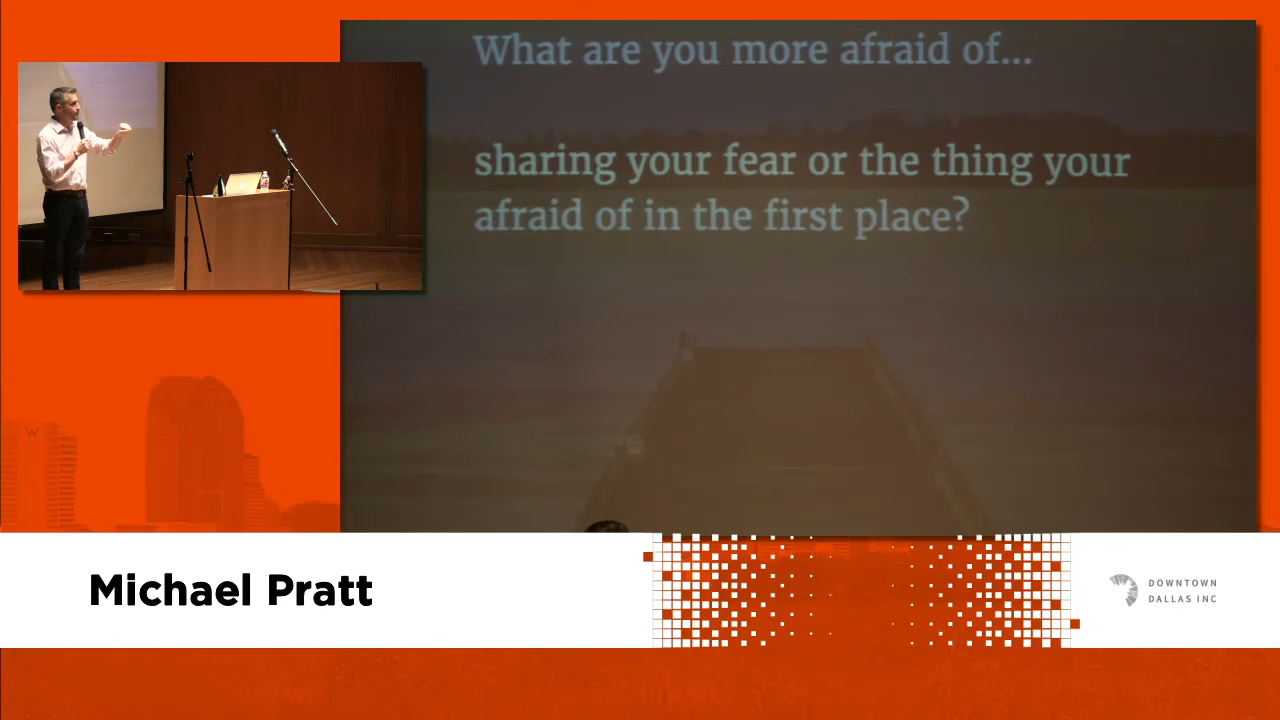 What are you more afraid of...
sharing your fear or the thing your
afraid of in the first place?
W
Michael Pratt
DOWNTOWN
DALLAS INC